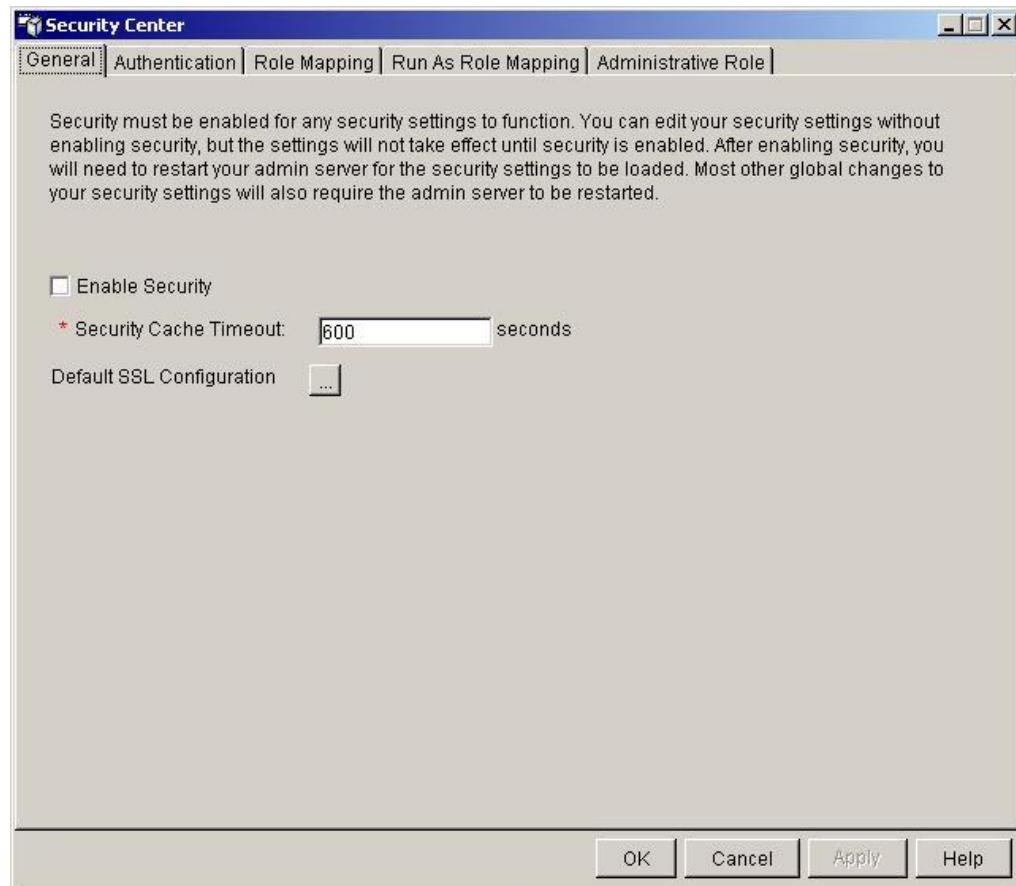 Security Center
General Authentication Role Mapping Run As Role Mapping Administrative Role
Security must be enabled for any security settings to function. You can edit your security settings without
enabling security, but the settings will not take effect until security is enabled. After enabling security, you
will need to restart your admin server for the security settings to be loaded. Most other global changes to
your security settings will also require the admin server to be restarted.
Enable Security
* Security Cache Timeout: 600 seconds
Default SSL Configuration ...
OK Cancel Apply Help